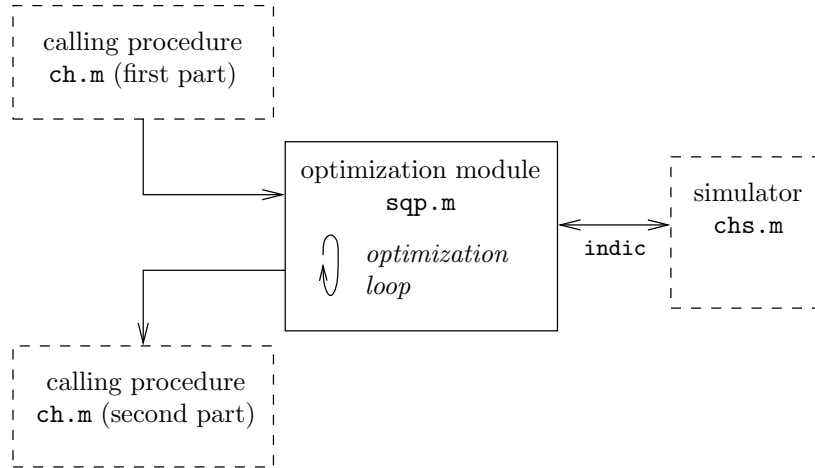 calling procedure
ch.m (first part)
optimization module
sqp.m
optimization
loop
indic
simulator
chs.m
calling procedure
ch.m (second part)